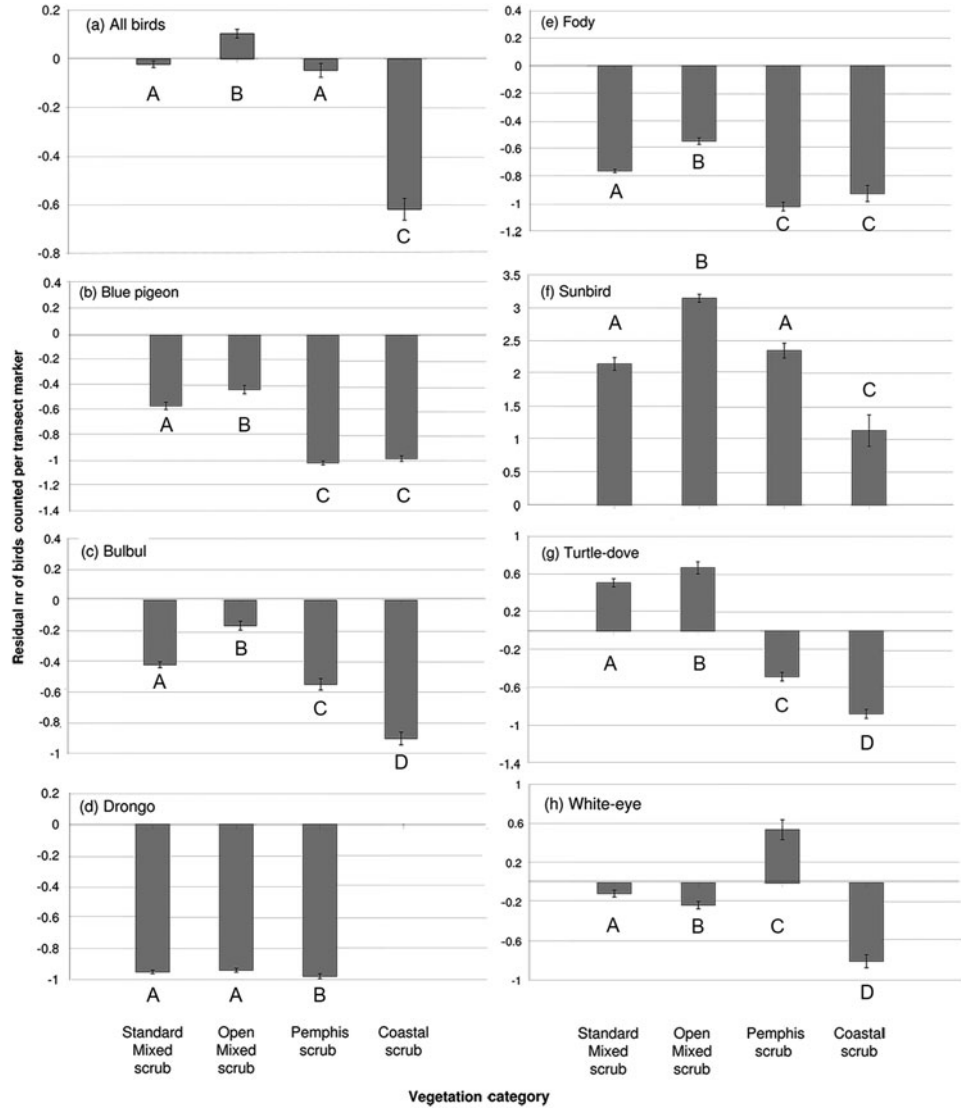 Residual nr of birds counted per transect marker
(a) All birds
0.2
0
-0.2
-0.4
-0.6
-0.8
A
B
A
C
(b) Blue pigeon
0.4
0.2
0
-0.2
-0.4
-0.6
-0.8
-1
-1.2
-1.4
A
B
C
C
(c) Bulbul
0.4
0.2
0
-0.2
-0.4
-0.6
-0.8
-1
A
B
C
D
(d) Drongo
0.2
0
-0.2
-0.4
-0.6
-0.8
-1
A
A
B
Standard
Mixed
scrub
Open
Mixed
scrub
Pemphis
scrub
Coastal
scrub
(e) Fody
0.4
0.2
0
-0.2
-0.4
-0.6
-0.8
-1
-1.2
A
B
C
C
(f) Sunbird
3.5
3
2.5
2
1.5
1
0.5
0
A
B
A
C
(g) Turtle-dove
1
0.6
0.2
-0.2
-0.6
-1
-1.4
A
B
C
D
(h) White-eye
1
0.6
0.2
-0.2
-0.6
-1
A
B
C
D
Standard
Mixed
scrub
Open
Mixed
scrub
Pemphis
scrub
Coastal scrub
Vegetation category